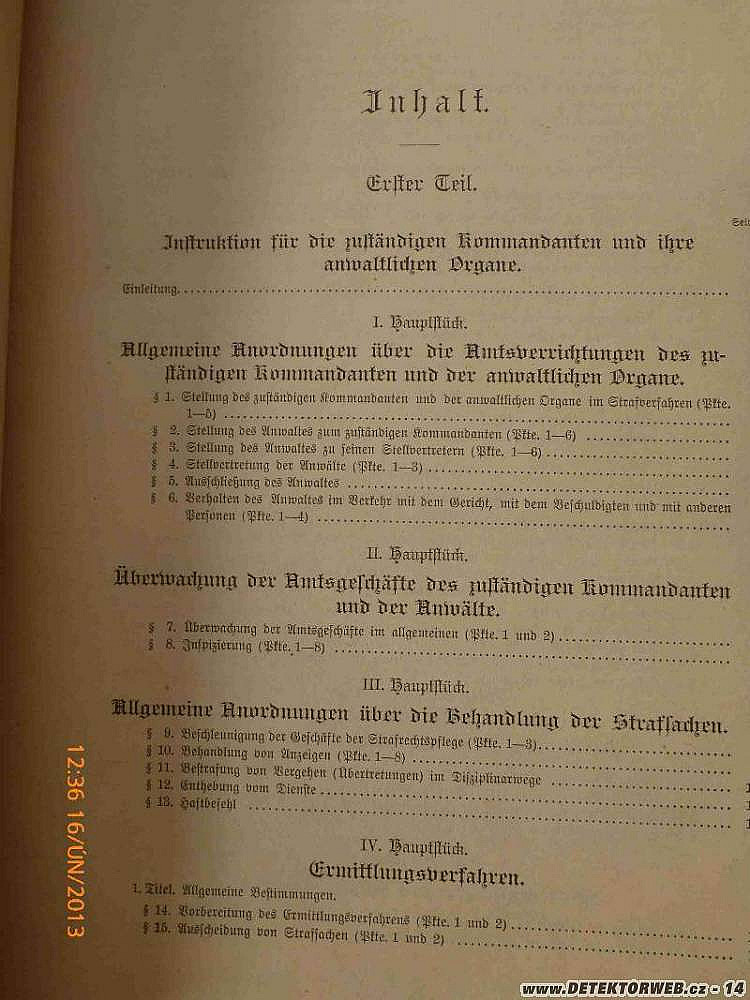 Inhalt.
Erster Teil.
Instruktion für die zuständigen Kommandanten und ihre
anwaltlichen Organe.
Einleitung
I. Hauptstück.
Allgemeine Anordnungen über die Amtsverrichtungen des zu-
ständigen Kommandanten und der anwaltlichen Organe.
§ 1. Stellung des zuständigen Kommandanten und der anwaltlichen Organe im Strafverfahren (Pkte.
1—5)
§ 2. Stellung des Anwaltes zum zuständigen Kommandanten (Pkte. 1—6)
§ 3. Stellung des Anwaltes zu seinen Stellvertretern (Pkte. 1—6)
§ 4. Stellvertretung der Anwälte (Pkte. 1—3)
§ 5. Ausschließung des Anwaltes
§ 6. Verhalten des Anwaltes im Verkehr mit dem Gericht, mit dem Beschuldigten und mit anderen
Personen (Pkte. 1—4)
II. Hauptstück.
Überwachung der Amtsgeschäfte des zuständigen Kommandanten
und der Anwälte.
§ 7. Überwachung der Amtsgeschäfte im allgemeinen (Pkte. 1 und 2)
§ 8. Inspizierung (Pkte. 1—8)
III. Hauptstück.
Allgemeine Anordnungen über die Behandlung der Strafsachen.
§ 9. Beschleunigung der Geschäfte der Strafrechtspflege (Pkte. 1—3)
§ 10. Behandlung von Anzeigen (Pkte. 1—8)
§ 11. Bestrafung von Vergehen (Übertretungen) im Disziplinarwege
§ 12. Enthebung vom Dienste
§ 13. Haftbefehl
IV. Hauptstück.
Ermittlungsverfahren.
1. Titel. Allgemeine Bestimmungen.
§ 14. Vorbereitung des Ermittlungsverfahrens (Pkte. 1 und 2)
§ 15. Ausscheidung von Strafsachen (Pkte. 1 und 2)
12:36 16/ÚN/2013
www.DETEKTORWEB.cz - 14